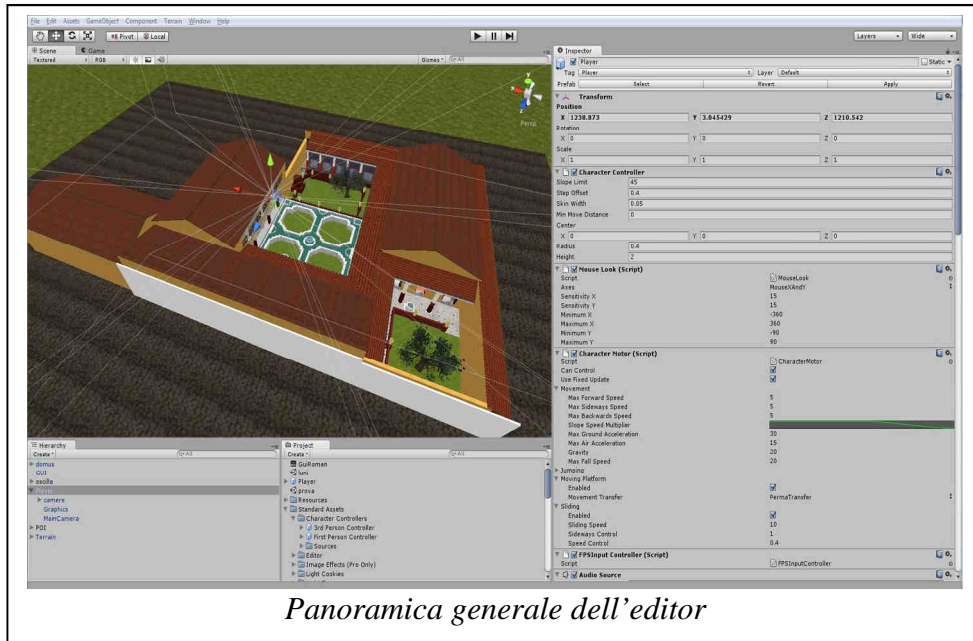 File Edit Assets GameObject Component Terrain Window Help
Pivot Local Layers Wide
Scene Game
Textured RGB Gizmos All
y
x
z
Persp
Inspector
Player Static
Tag Player Layer Default
Prefab Select Revert Apply
Transform
Position
X 1238.873 Y 3.045429 Z 1210.542
Rotation
X 0 Y 0 Z 0
Scale
X 1 Y 1 Z 1
Character Controller
Slope Limit 45
Step Offset 0.4
Skin Width 0.05
Min Move Distance 0
Center
X 0 Y 0 Z 0
Radius 0.4
Height 2
Mouse Look (Script)
Script MouseLook
Axes MouseXAndY
Sensitivity X 15
Sensitivity Y 15
Minimum X -360
Maximum X 360
Minimum Y -90
Maximum Y 90
Character Motor (Script)
Script CharacterMotor
Can Control
Use Fixed Update
Movement
Max Forward Speed 5
Max Sideways Speed 5
Max Backwards Speed 5
Slope Speed Multiplier
Max Ground Acceleration 30
Max Air Acceleration 15
Gravity 20
Max Fall Speed 20
Jumping
Moving Platform
Enabled
Movement Transfer PermaTransfer
Sliding
Enabled
Sliding Speed 10
Sideways Control 1
Speed Control 0.4
FPSInput Controller (Script)
Script FPSInputController
Audio Source
Hierarchy
Create All
domus
GUI
oscilla
Player
camere
Graphics
MainCamera
POI
Terrain
Project
Create All
GuiRoman
luni
Player
prova
Resources
Standard Assets
Character Controllers
3rd Person Controller
First Person Controller
Sources
Editor
Image Effects (Pro Only)
Light Cookies
Panoramica generale dell'editor